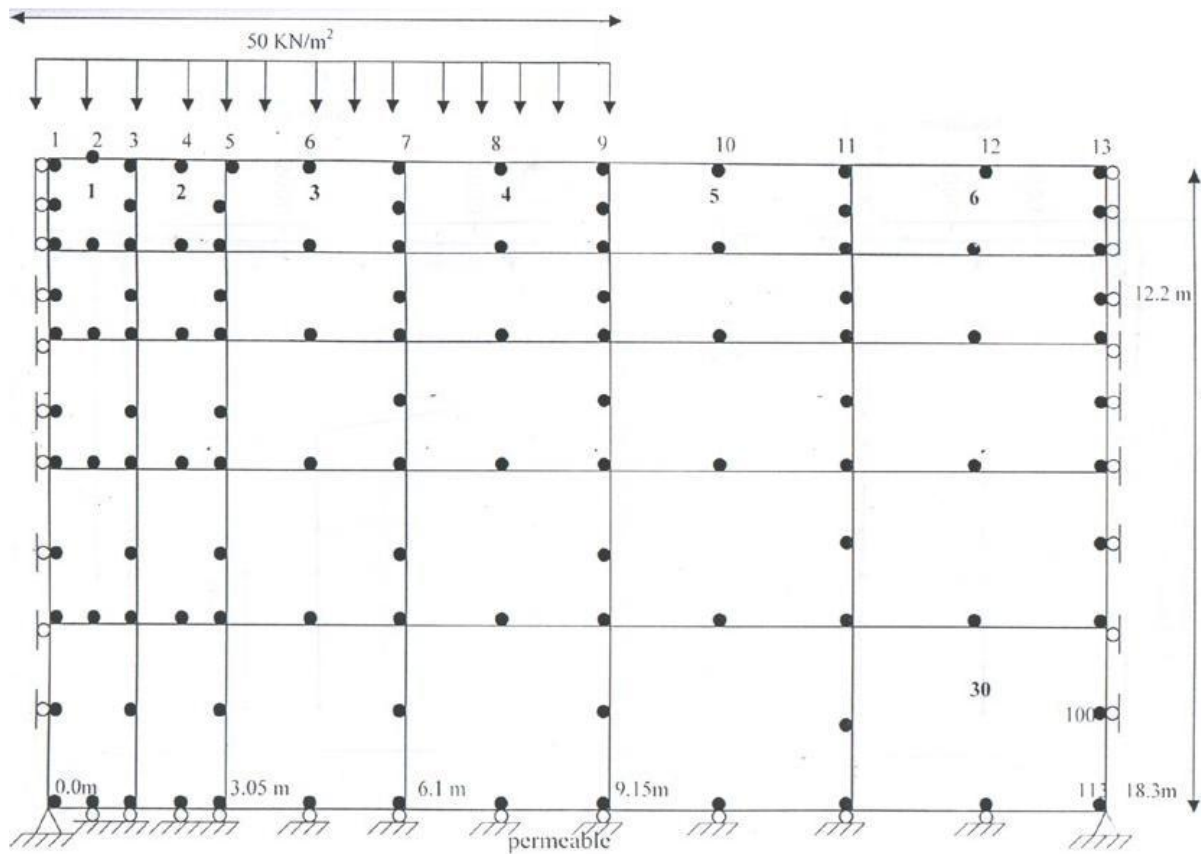 50 KN/m²
1 2 3 4 5 6 7 8 9 10 11 12 13
1 2 3 4 5 6
12.2 m
30
100
0.0m 3.05 m 6.1 m 9.15m 113 18.3m
permeable